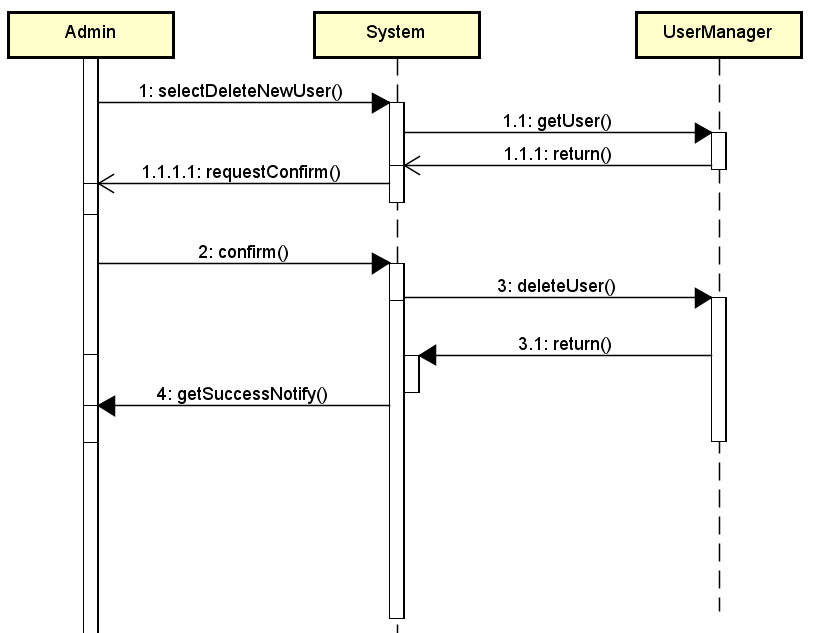 Admin
System
UserManager
1: selectDeleteNewUser()
1.1: getUser()
1.1.1: return()
1.1.1.1: requestConfirm()
2: confirm()
3: deleteUser()
3.1: return()
4: getSuccessNotify()